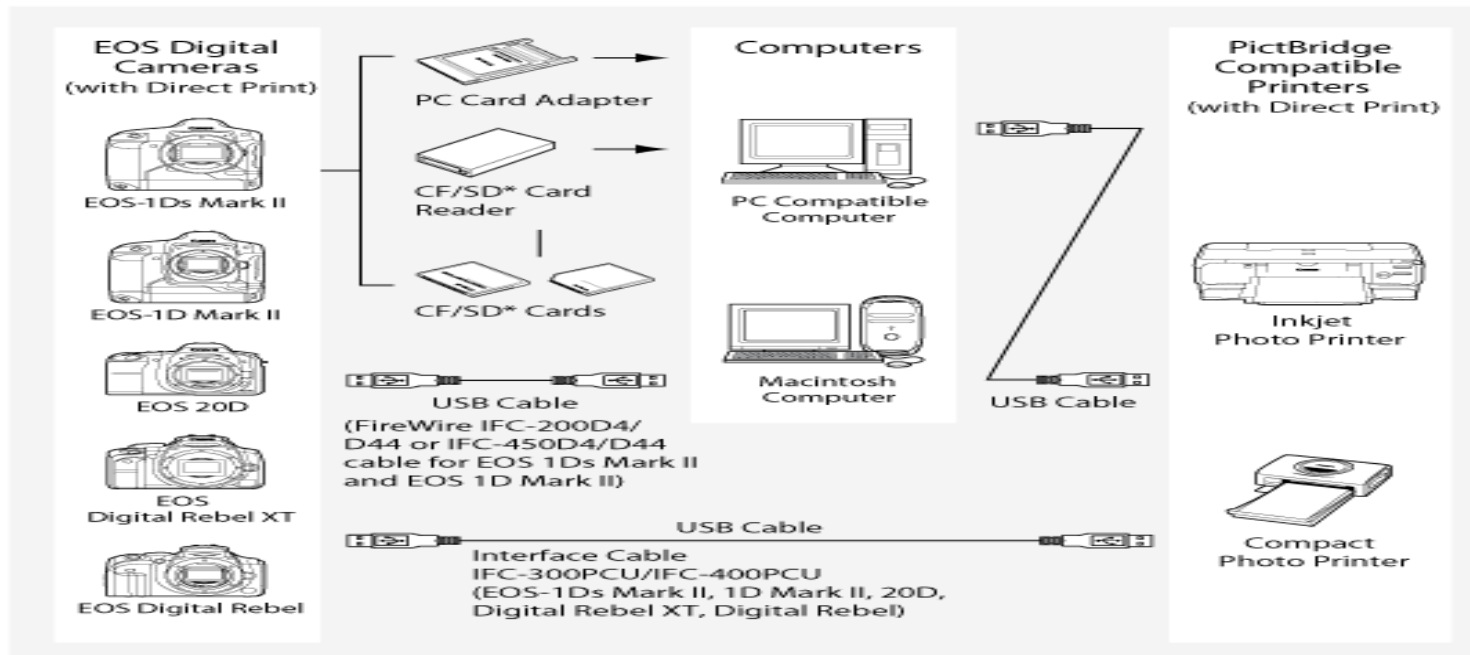 EOS Digital
Cameras
(with Direct Print)
EOS-1Ds Mark II
EOS-1D Mark II
EOS 20D
EOS
Digital Rebel XT
EOS Digital Rebel
PC Card Adapter
CF/SD* Card
Reader
CF/SD* Cards
USB Cable
(FireWire IFC-200D4/
D44 or IFC-450D4/D44
cable for EOS 1Ds Mark II
and EOS 1D Mark II)
USB Cable
Interface Cable
IFC-300PCU/IFC-400PCU
(EOS-1Ds Mark II, 1D Mark II, 20D,
Digital Rebel XT, Digital Rebel)
Computers
PC Compatible
Computer
Macintosh
Computer
USB Cable
PictBridge
Compatible
Printers
(with Direct Print)
Inkjet
Photo Printer
Compact
Photo Printer